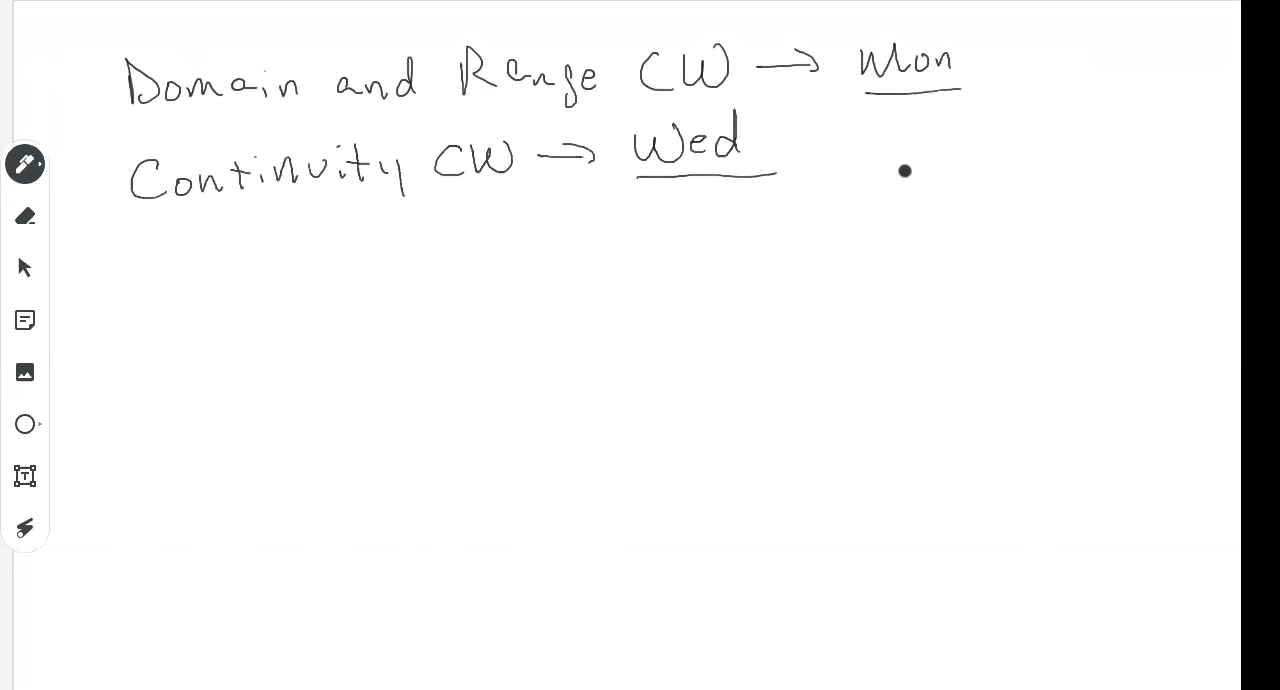 Domain and Range CW → Mon
Continuity CW → Wed